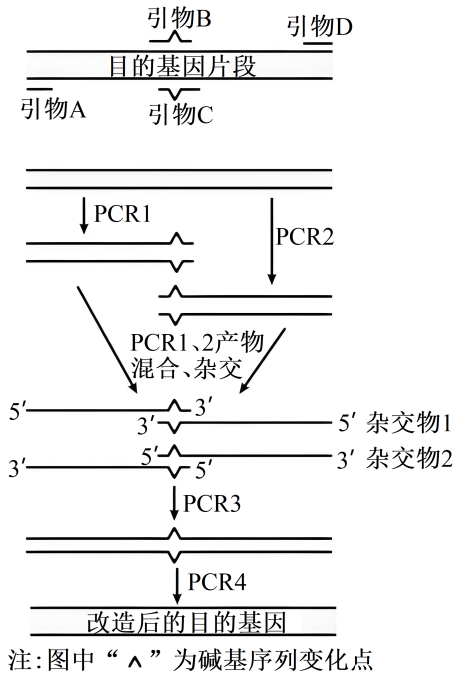 引物B
引物D
目的基因片段
引物A
引物C
PCR1
PCR2
PCR1、2产物
混合、杂交
5′
3′
3′
5′ 杂交物1
5′
3′ 杂交物2
3′
5′
PCR3
PCR4
改造后的目的基因
注:图中“∧”为碱基序列变化点